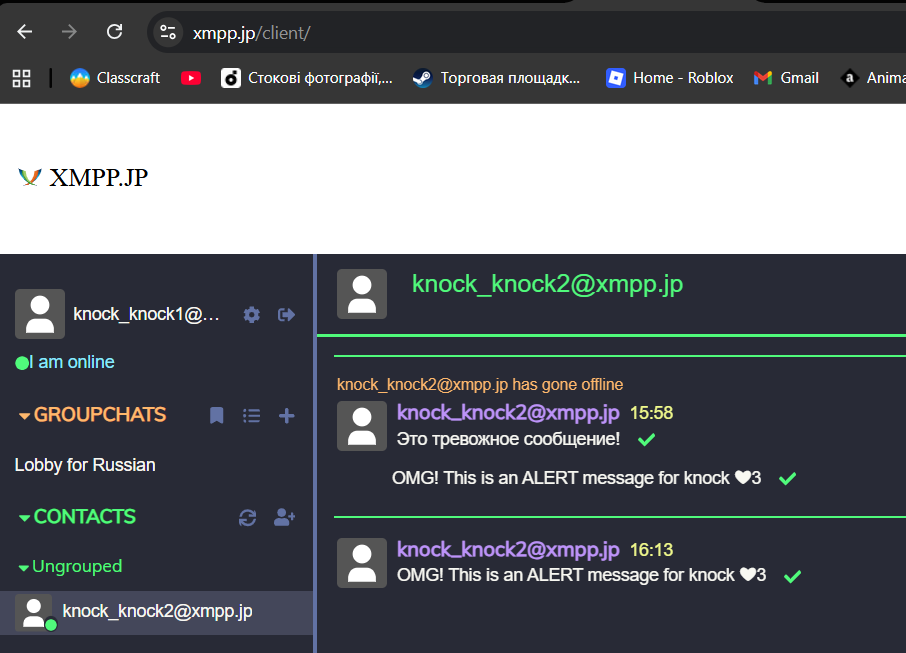 xmpp.jp/client/
Classcraft
Стокові фотографії,...
Торговая площадк...
Home - Roblox
Gmail
a Anima
XMPP.JP
knock_knock1@...
I am online
GROUPCHATS
Lobby for Russian
CONTACTS
Ungrouped
knock_knock2@xmpp.jp
knock_knock2@xmpp.jp
knock_knock2@xmpp.jp has gone offline
knock_knock2@xmpp.jp 15:58
Это тревожное сообщение! ✔
OMG! This is an ALERT message for knock ♥3 ✔
knock_knock2@xmpp.jp 16:13
OMG! This is an ALERT message for knock ♥3 ✔